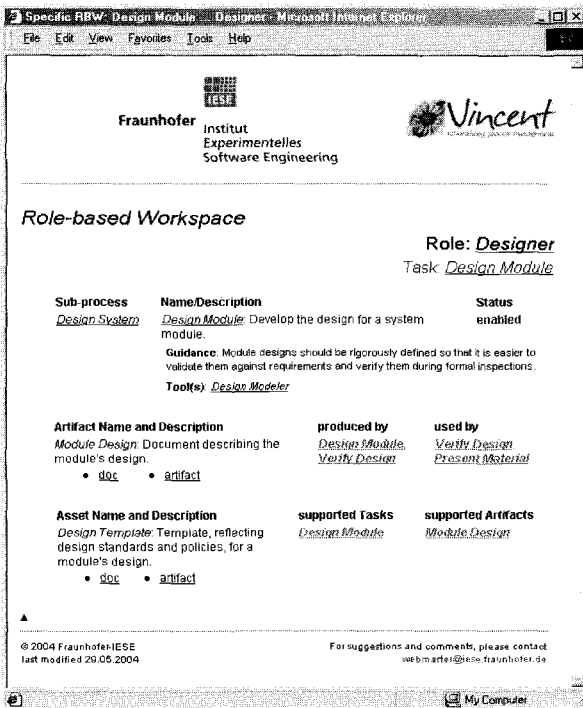 Specific RBW: Design Module ... Designer - Microsoft Internet Explorer
File Edit View Favorites Tools Help
IESE
Fraunhofer Institut
Experimentelles
Software Engineering
Vincent
Role-based Workspace
Role: Designer
Task: Design Module
Sub-process Name/Description Status
Design System Design Module: Develop the design for a system enabled
module.
Guidance: Module designs should be rigorously defined so that it is easier to
validate them against requirements and verify them during formal inspections.
Tool(s): Design Modeler
Artifact Name and Description produced by used by
Module Design: Document describing the Design Module, Verify Design
module's design. Verify Design Present Material
• doc • artifact
Asset Name and Description supported Tasks supported Artifacts
Design Template: Template, reflecting Design Module Module Design
design standards and policies, for a
module's design.
• doc • artifact
© 2004 Fraunhofer-IESE For suggestions and comments, please contact
last modified 29.05.2004 webmaster@iese.fraunhofer.de
My Computer